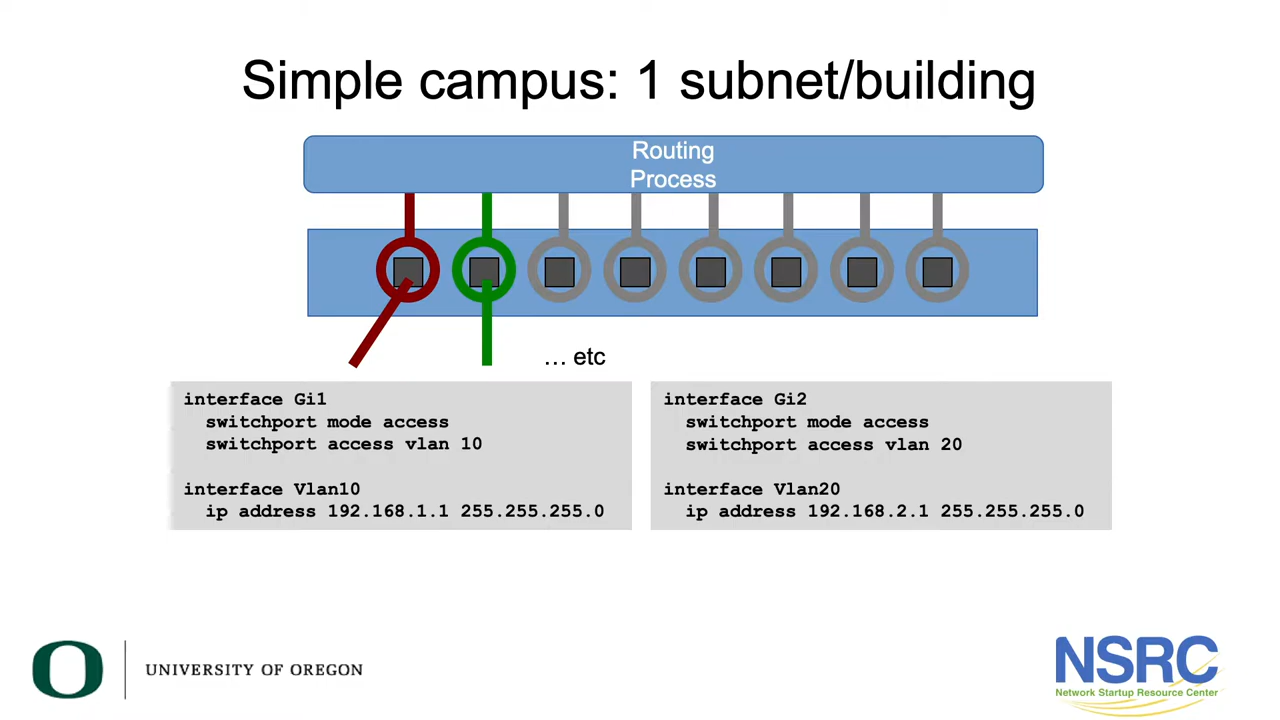 Simple campus: 1 subnet/building
Routing
Process
… etc
interface Gi1
switchport mode access
switchport access vlan 10
interface Vlan10
ip address 192.168.1.1 255.255.255.0
interface Gi2
switchport mode access
switchport access vlan 20
interface Vlan20
ip address 192.168.2.1 255.255.255.0
UNIVERSITY OF OREGON
NSRC
Network Startup Resource Center